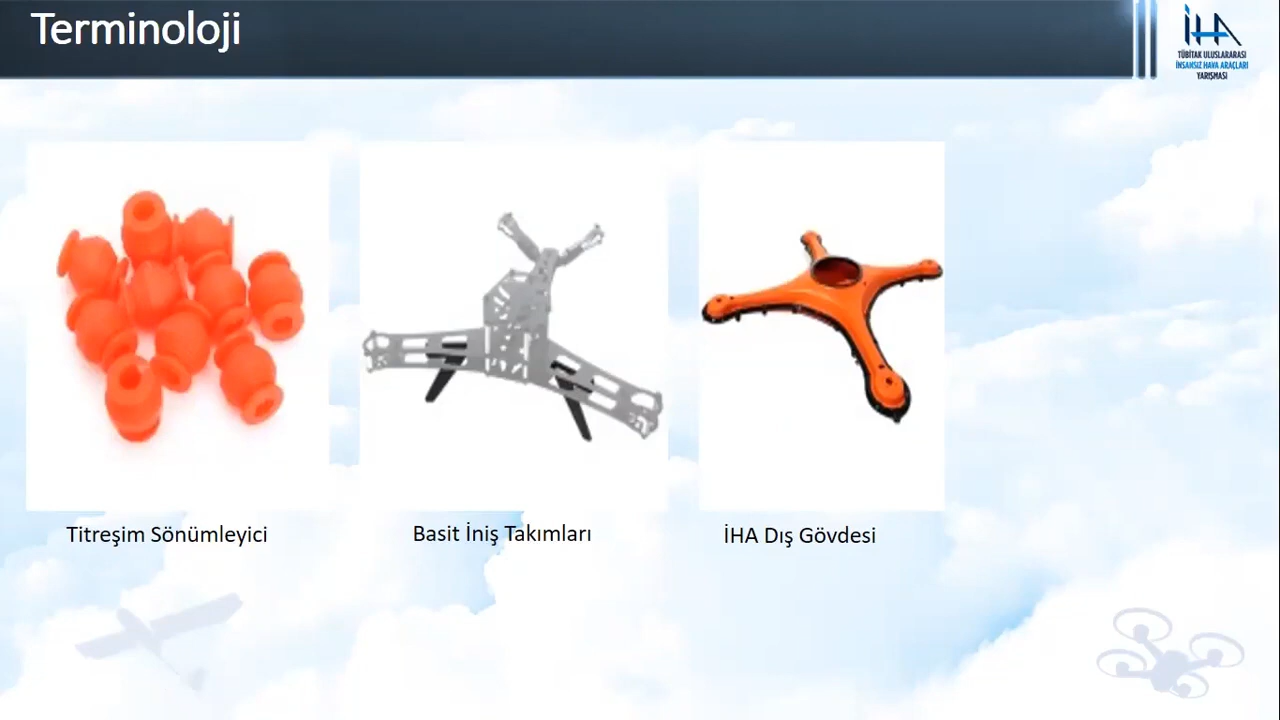 Terminoloji
İHA
TÜBİTAK ULUSLARARASI
İNSANSIZ HAVA ARAÇLARI
YARIŞMASI
Titreşim Sönümleyici
Basit İniş Takımları
İHA Dış Gövdesi